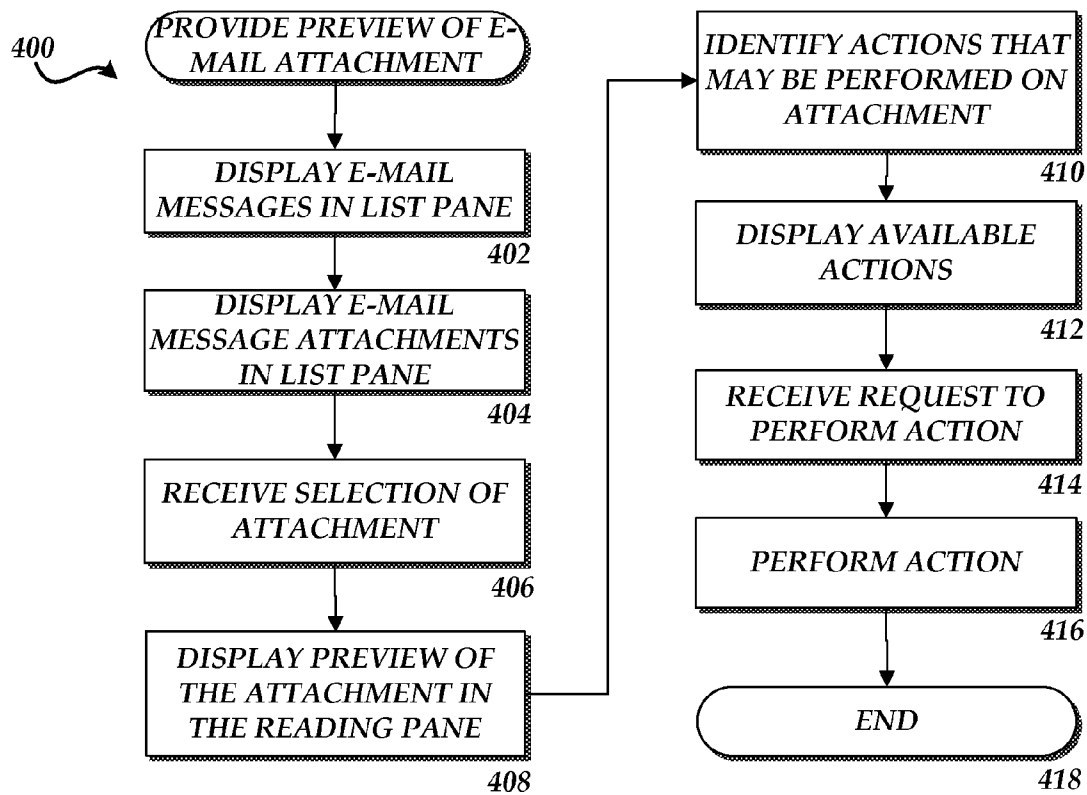 400
PROVIDE PREVIEW OF E-
MAIL ATTACHMENT
DISPLAY E-MAIL
MESSAGES IN LIST PANE
402
DISPLAY E-MAIL
MESSAGE ATTACHMENTS
IN LIST PANE
404
RECEIVE SELECTION OF
ATTACHMENT
406
DISPLAY PREVIEW OF
THE ATTACHMENT IN
THE READING PANE
408
IDENTIFY ACTIONS THAT
MAY BE PERFORMED ON
ATTACHMENT
410
DISPLAY AVAILABLE
ACTIONS
412
RECEIVE REQUEST TO
PERFORM ACTION
414
PERFORM ACTION
416
END
418